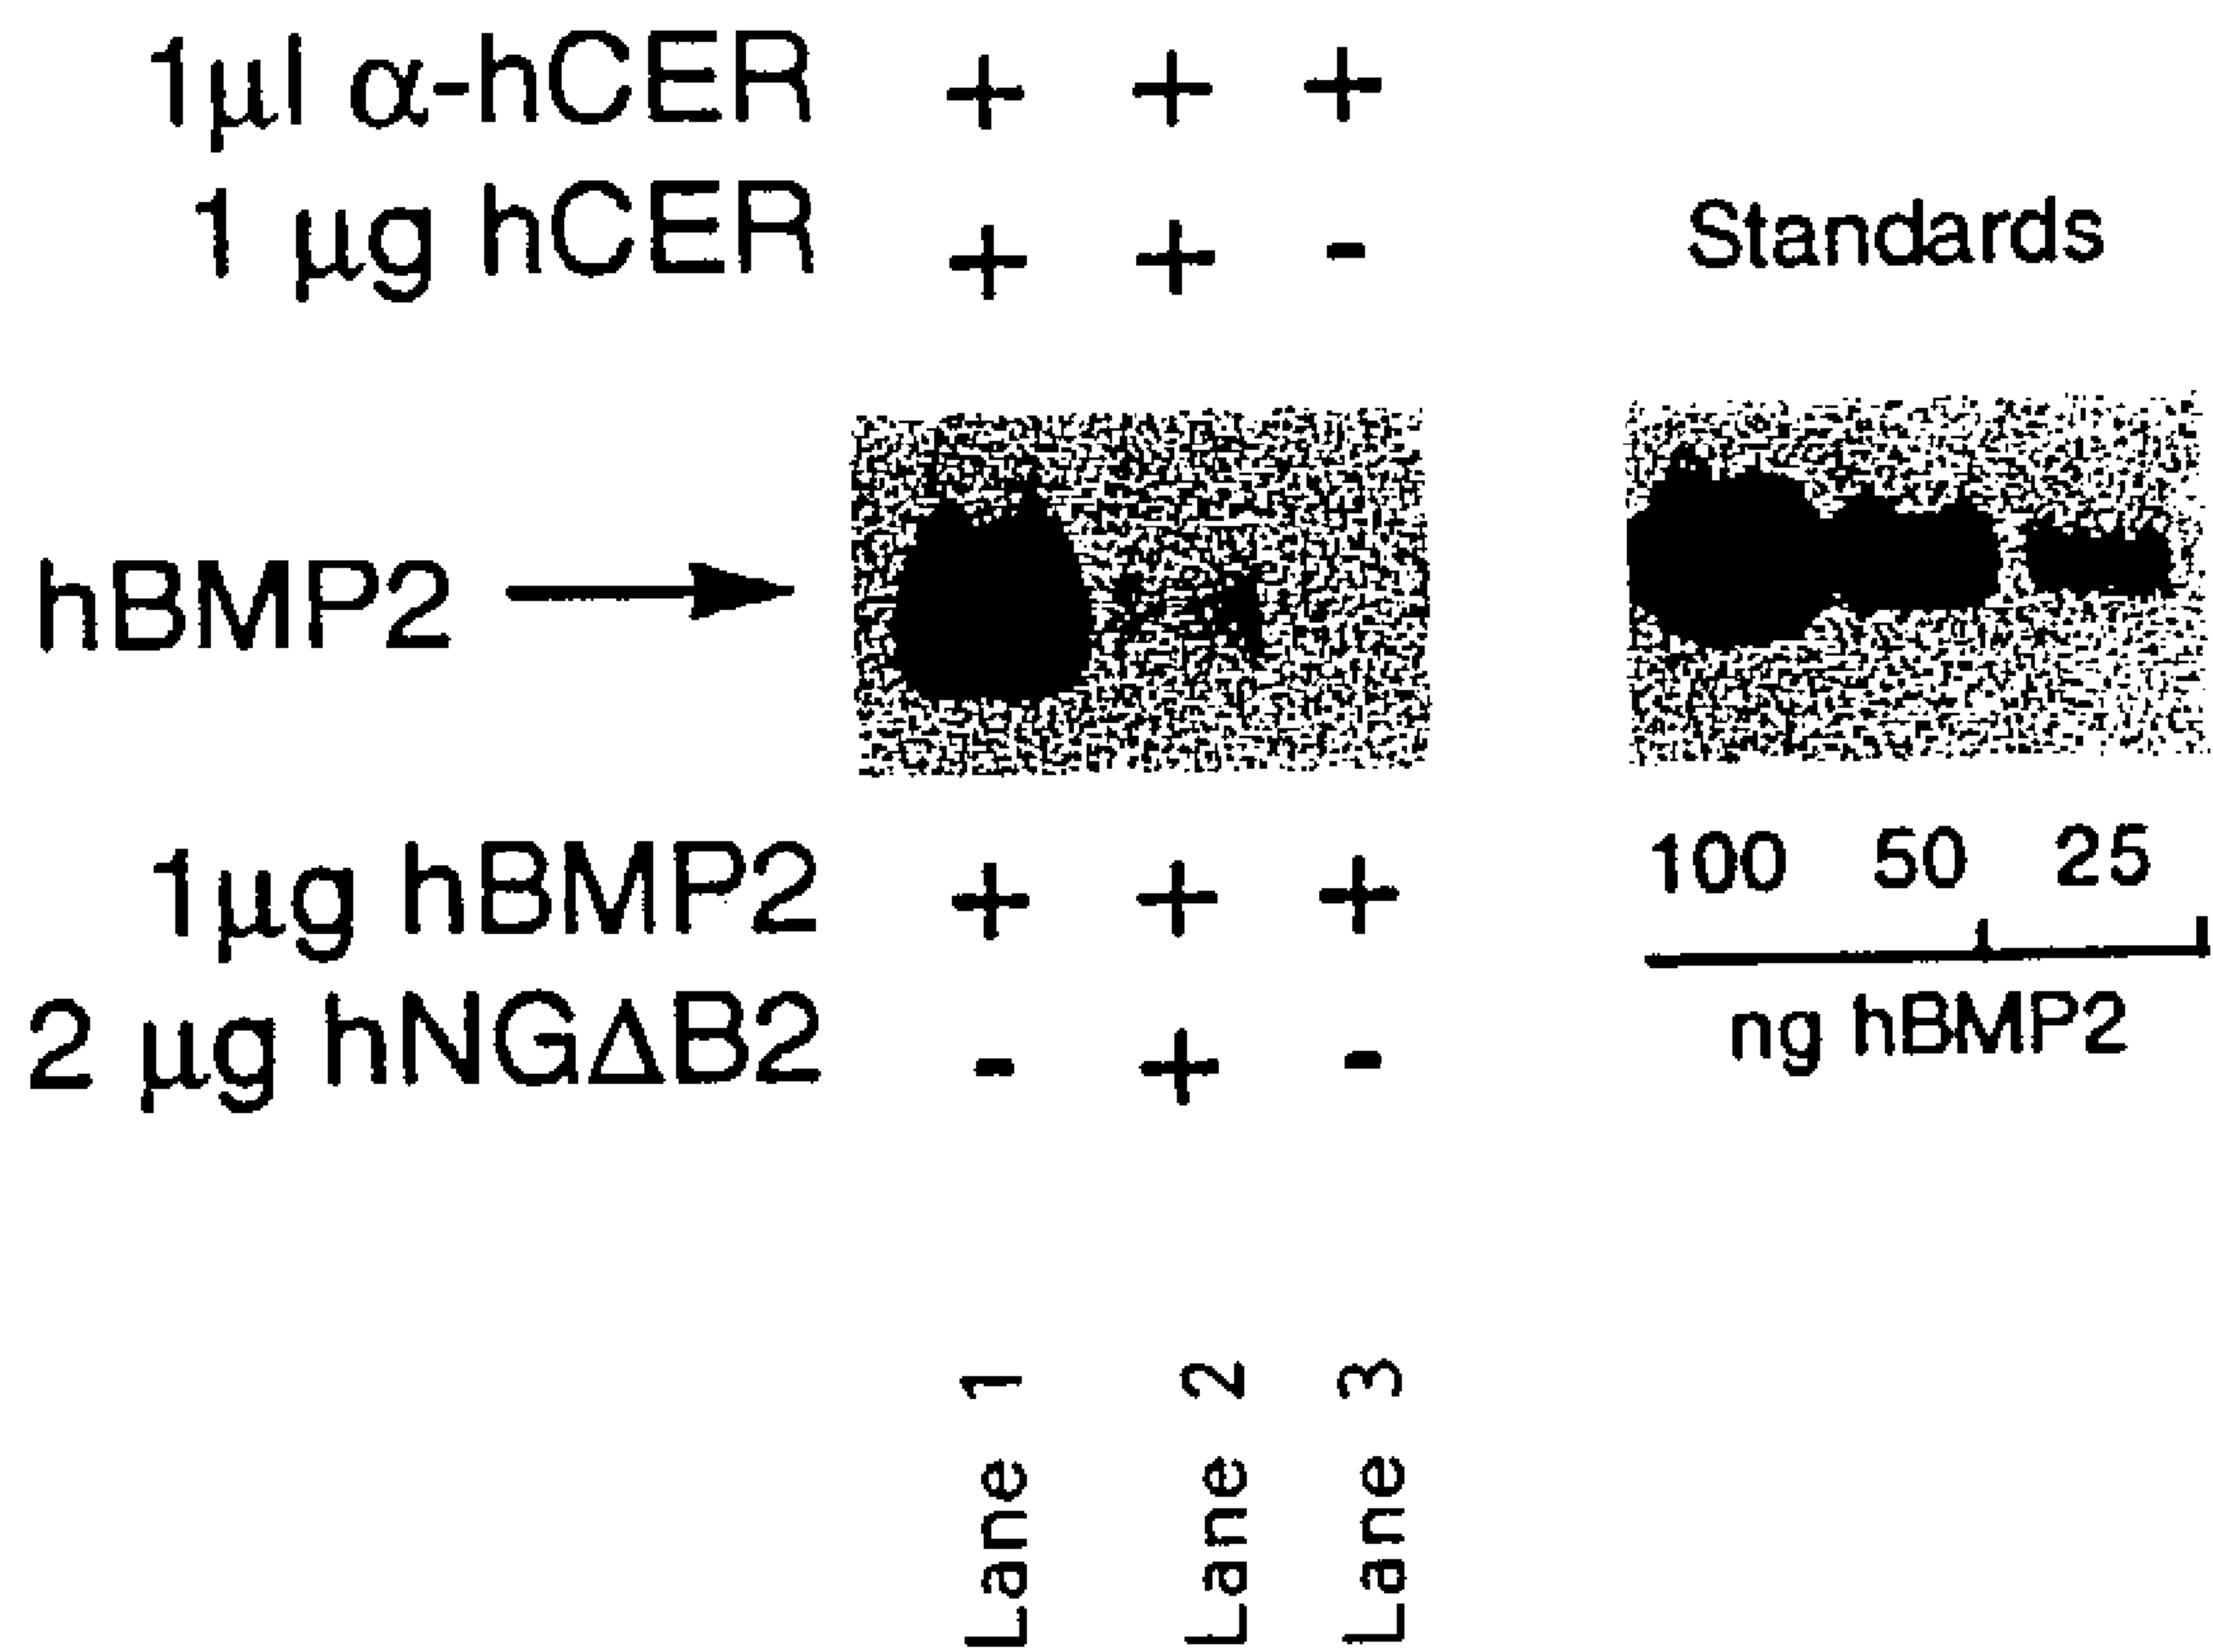 1µl α-hCER + + +
1 µg hCER + + - Standards
hBMP2
1µg hBMP2 + + + 100 50 25
2 µg hNGΔB2 - + - ng hBMP2
Lane 1
Lane 2
Lane 3